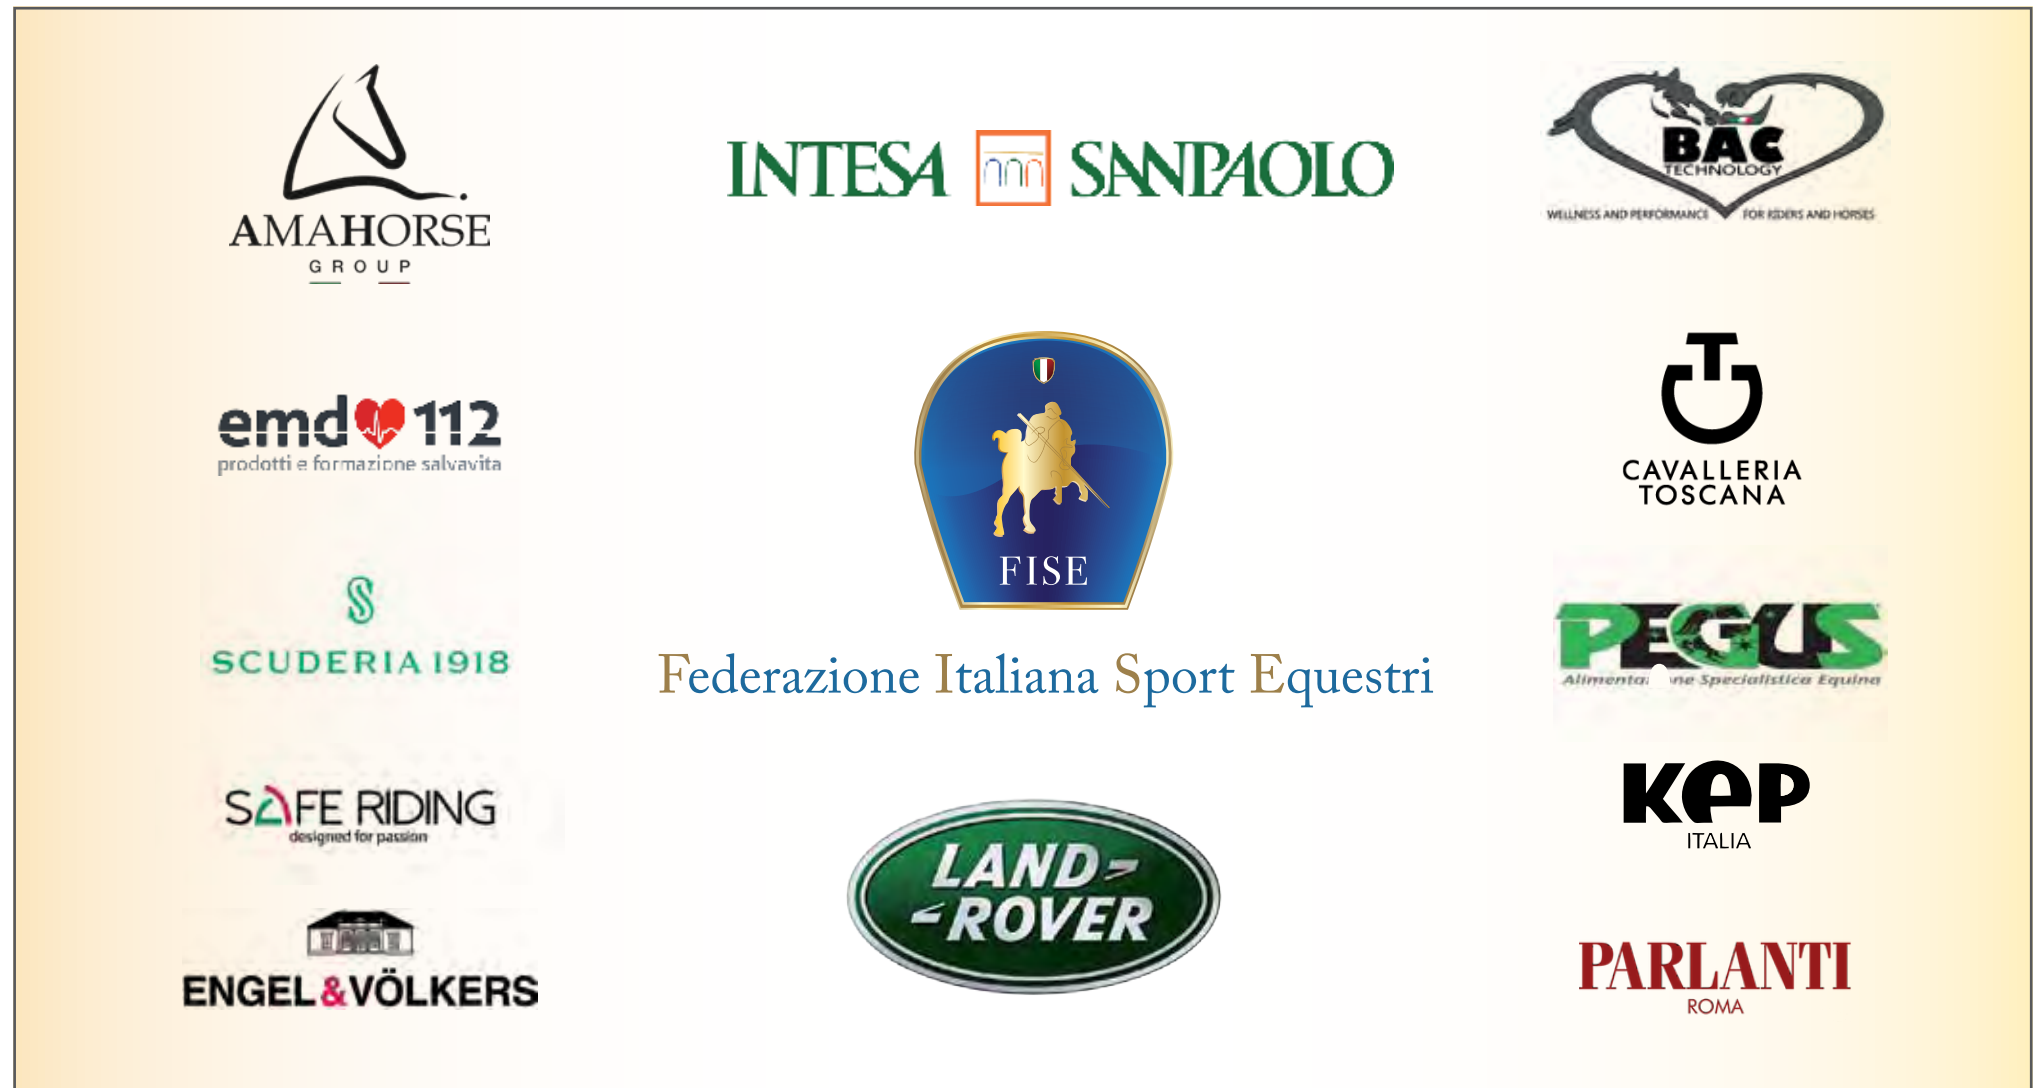 AMAHORSE
GROUP
INTESA SANPAOLO
BAC
TECHNOLOGY
WELLNESS AND PERFORMANCE FOR RIDERS AND HORSES
emd 112
prodotti e formazione salvavita
FISE
Federazione Italiana Sport Equestri
CAVALLERIA
TOSCANA
SCUDERIA 1918
PEGUS
Specialistica Equina
SAFE RIDING
designed for passion
LAND
ROVER
KEP
ITALIA
ENGEL&VÖLKERS
PARLANTI
ROMA